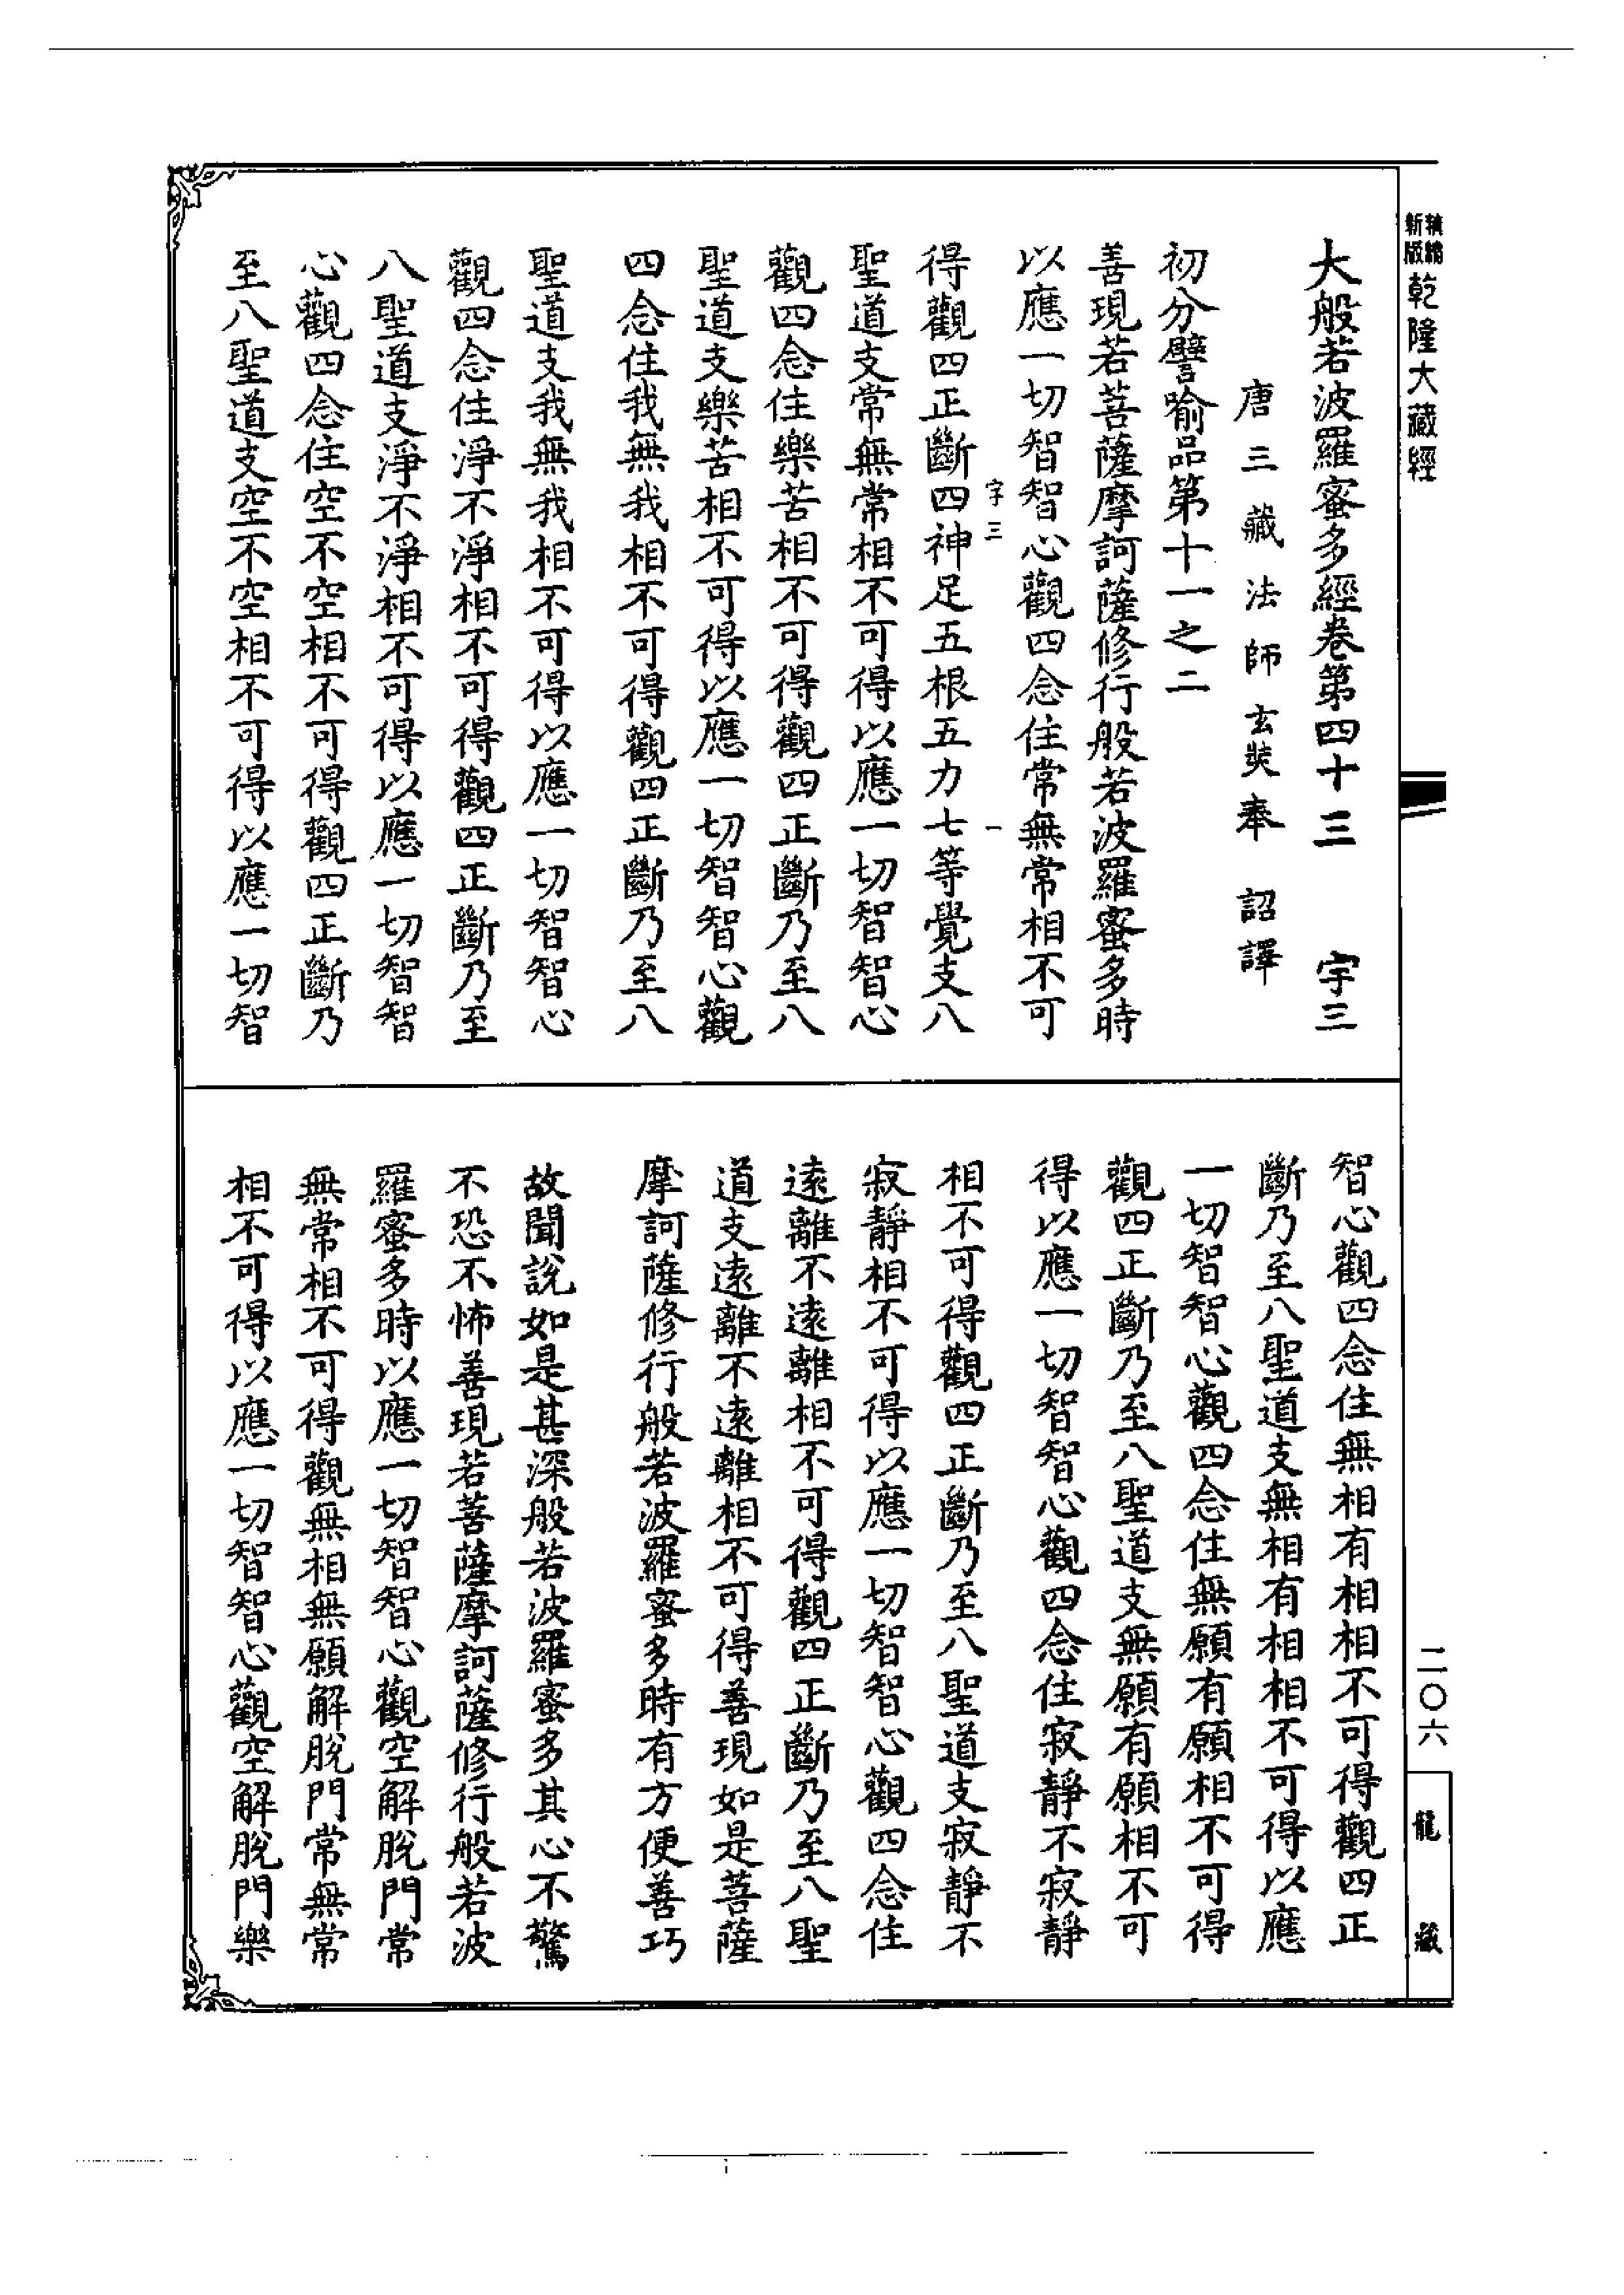 精縮新版乾隆大藏經
大般若波羅蜜多經卷第四十三 字三
唐三藏法師玄奘奉 詔譯
初分譬喻品第十一之二
善現若菩薩摩訶薩修行般若波羅蜜多時
以應一切智智心觀四念住常無常相不可
字三 一
得觀四正斷四神足五根五力七等覺支八
聖道支常無常相不可得以應一切智智心
觀四念住樂苦相不可得觀四正斷乃至八
聖道支樂苦相不可得以應一切智智心觀
四念住我無我相不可得觀四正斷乃至八
聖道支我無我相不可得以應一切智智心
觀四念住淨不淨相不可得觀四正斷乃至
八聖道支淨不淨相不可得以應一切智智
心觀四念住空不空相不可得觀四正斷乃
至八聖道支空不空相不可得以應一切智
智心觀四念住無相有相相不可得觀四正
斷乃至八聖道支無相有相相不可得以應
一切智智心觀四念住無願有願相不可得
觀四正斷乃至八聖道支無願有願相不可
得以應一切智智心觀四念住寂靜不寂靜
相不可得觀四正斷乃至八聖道支寂靜不
寂靜相不可得以應一切智智心觀四念住
遠離不遠離相不可得觀四正斷乃至八聖
道支遠離不遠離相不可得善現如是菩薩
摩訶薩修行般若波羅蜜多時有方便善巧
故聞說如是甚深般若波羅蜜多其心不驚
不恐不怖善現若菩薩摩訶薩修行般若波
羅蜜多時以應一切智智心觀空解脫門常
無常相不可得觀無相無願解脫門常無常
相不可得以應一切智智心觀空解脫門樂
二〇六
龍藏